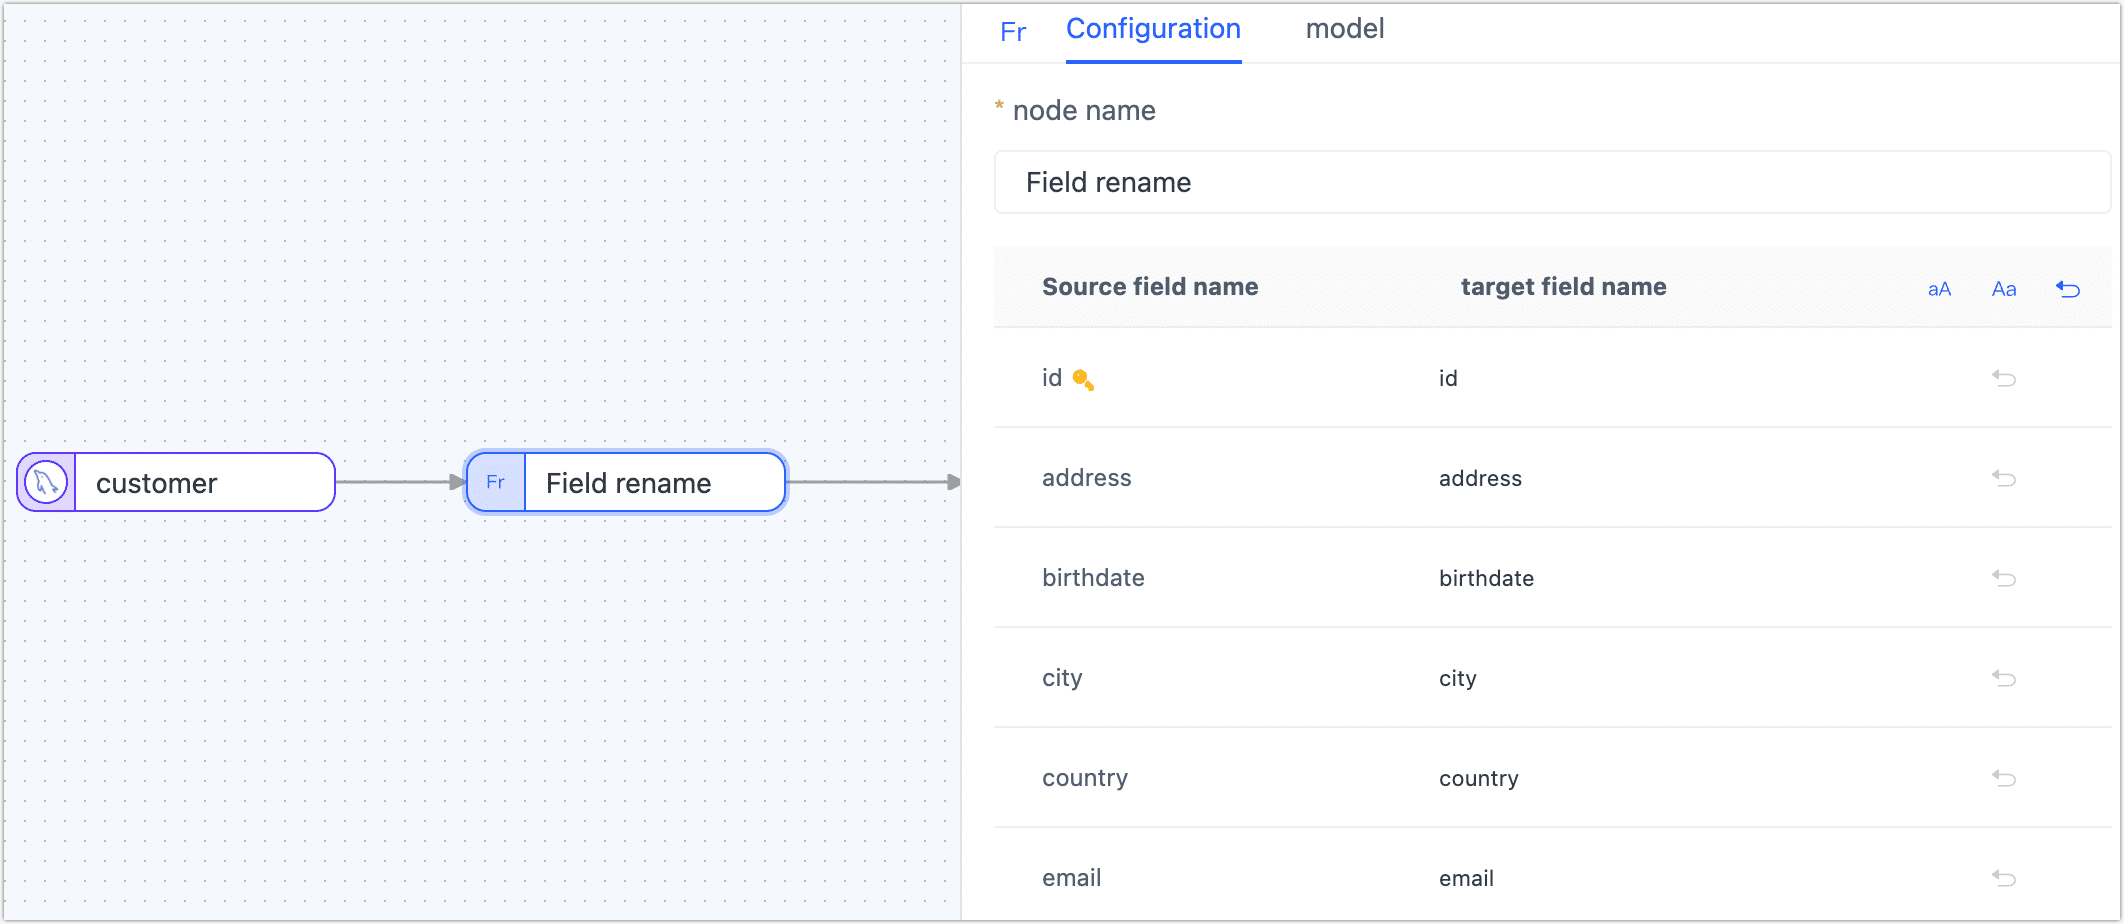 Fr Configuration model
* node name
Field rename
Source field name target field name aA Aa
id id
address address
birthdate birthdate
city city
country country
email email
customer
Fr Field rename